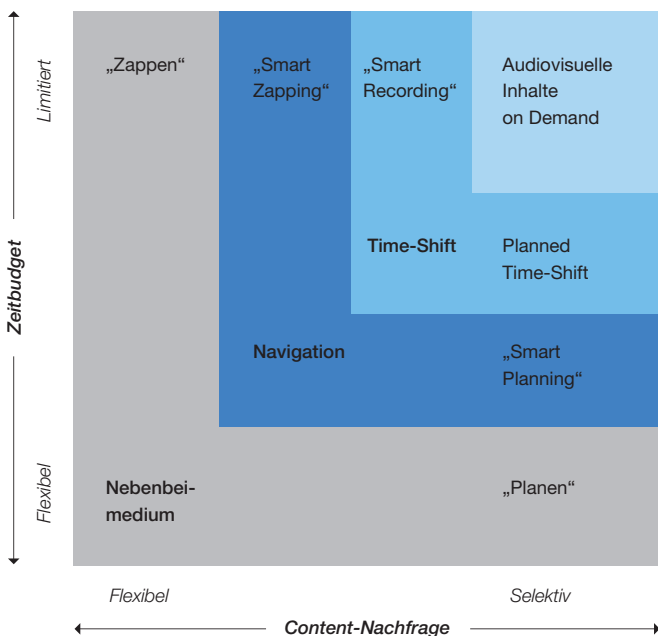 Limitiert
„Zappen“
„Smart
Zapping“
„Smart
Recording“
Audiovisuelle
Inhalte
on Demand
Zeitbudget
Time-Shift
Planned
Time-Shift
Navigation
„Smart
Planning“
Flexibel
Nebenbei-
medium
„Planen“
Flexibel
Selektiv
Content-Nachfrage